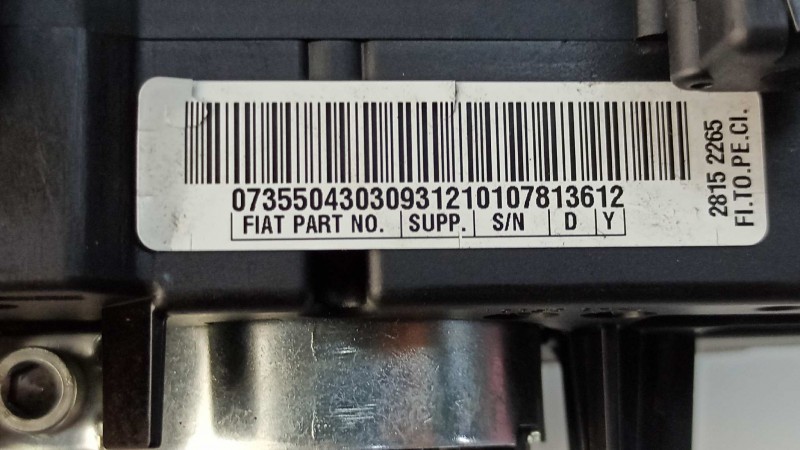 07355043030931210107813612
FIAT PART NO. SUPP. S/N D Y
2815 2265
FI.TO.PE.CI.